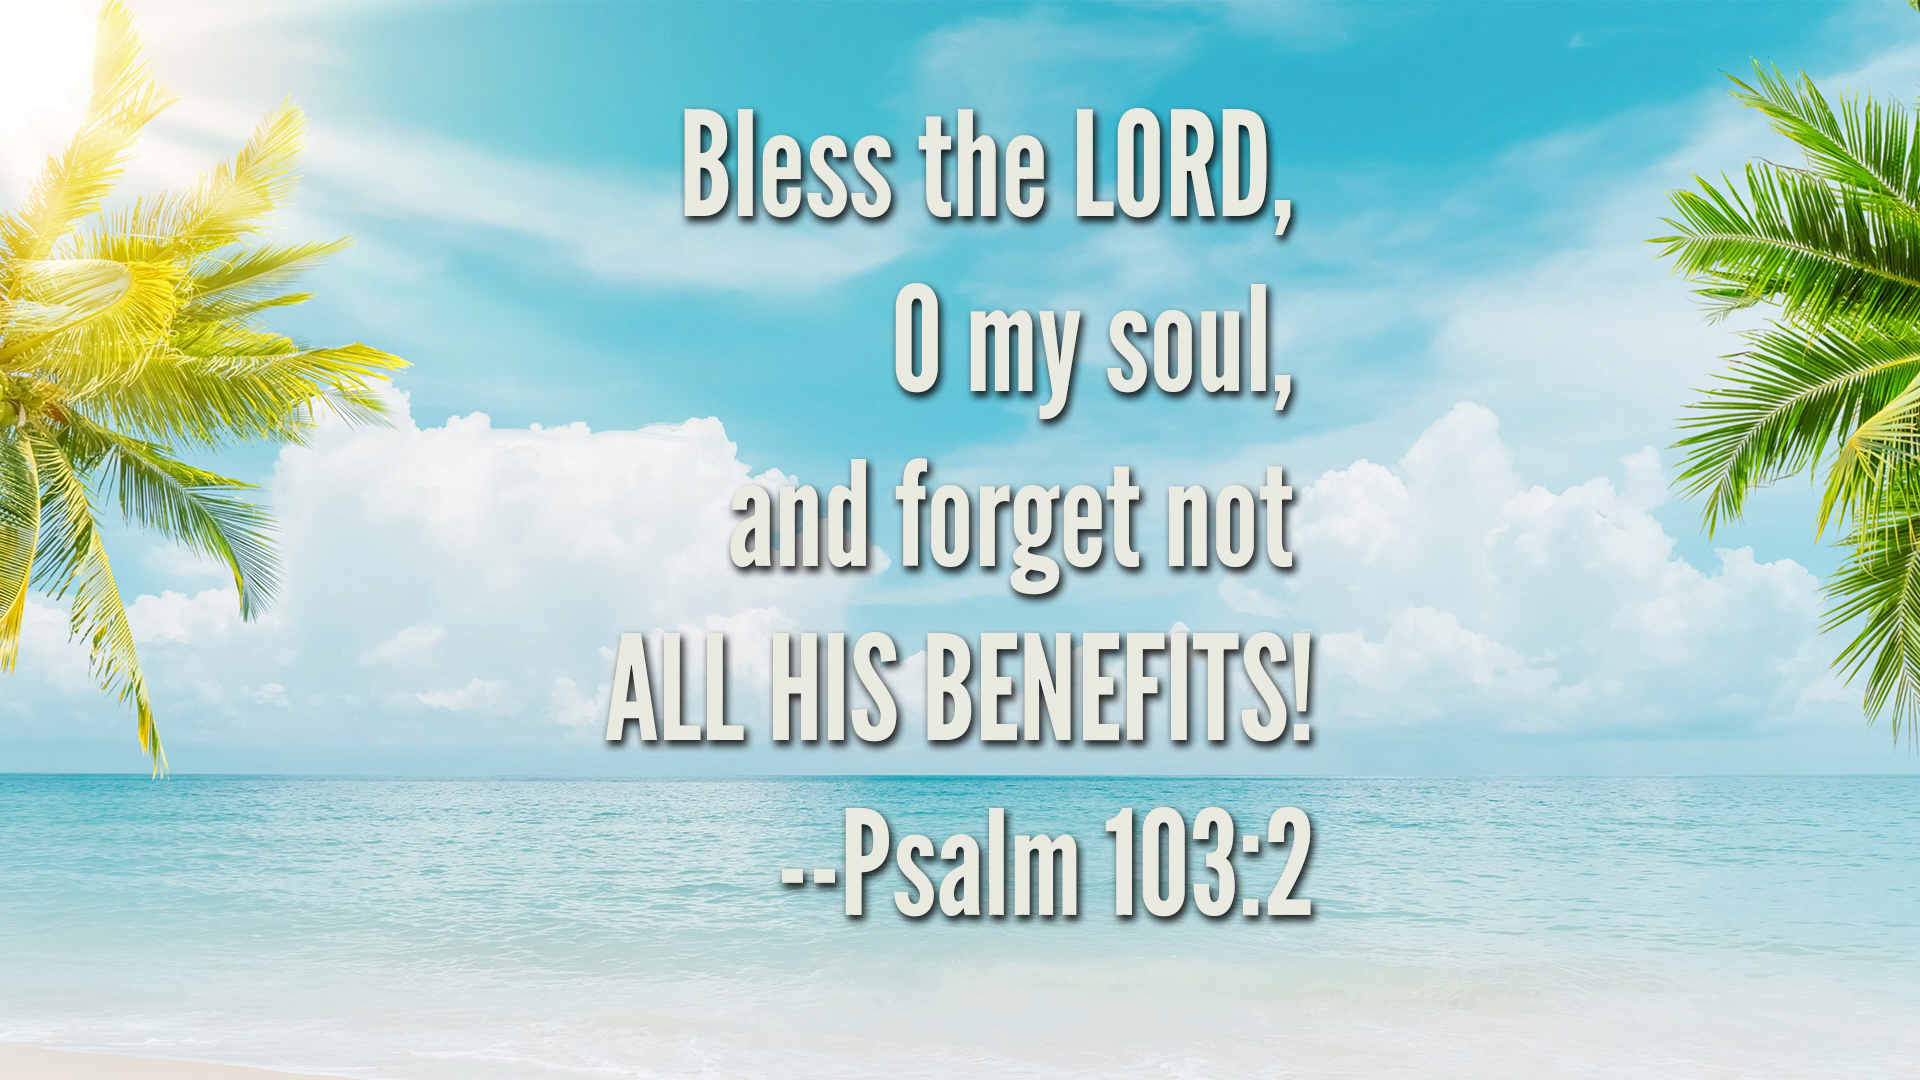 Bless the LORD,
O my soul,
and forget not
ALL HIS BENEFITS!
--Psalm 103:2